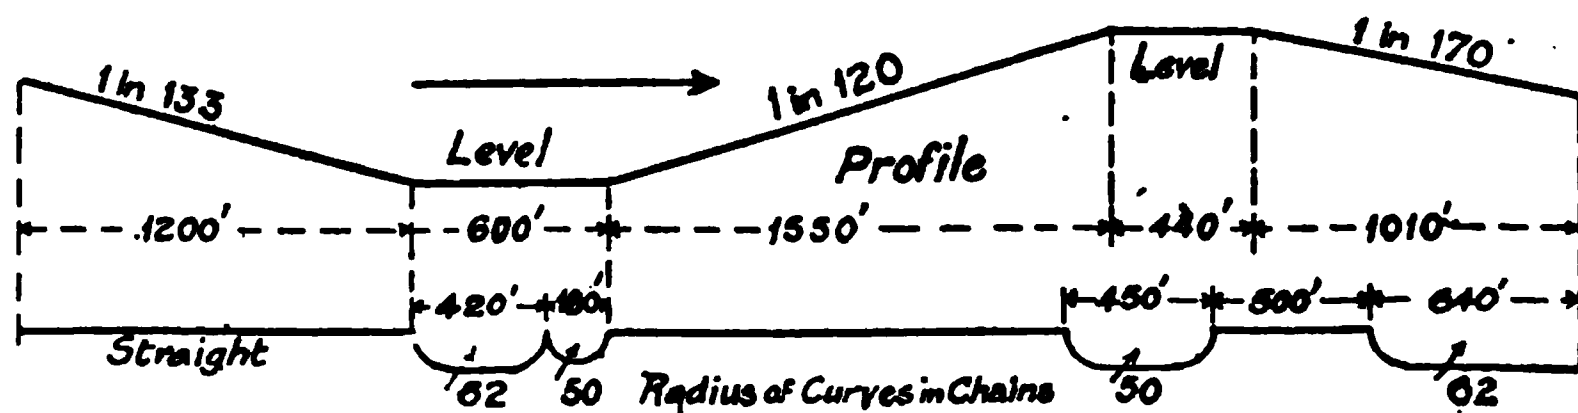 1 in 133
Level
1 in 120
Level
1 in 170
Profile
1200'
600'
1550'
440'
1010'
420'
180'
450'
500'
640'
Straight
62
50
Radius of Curves in Chains
50
62